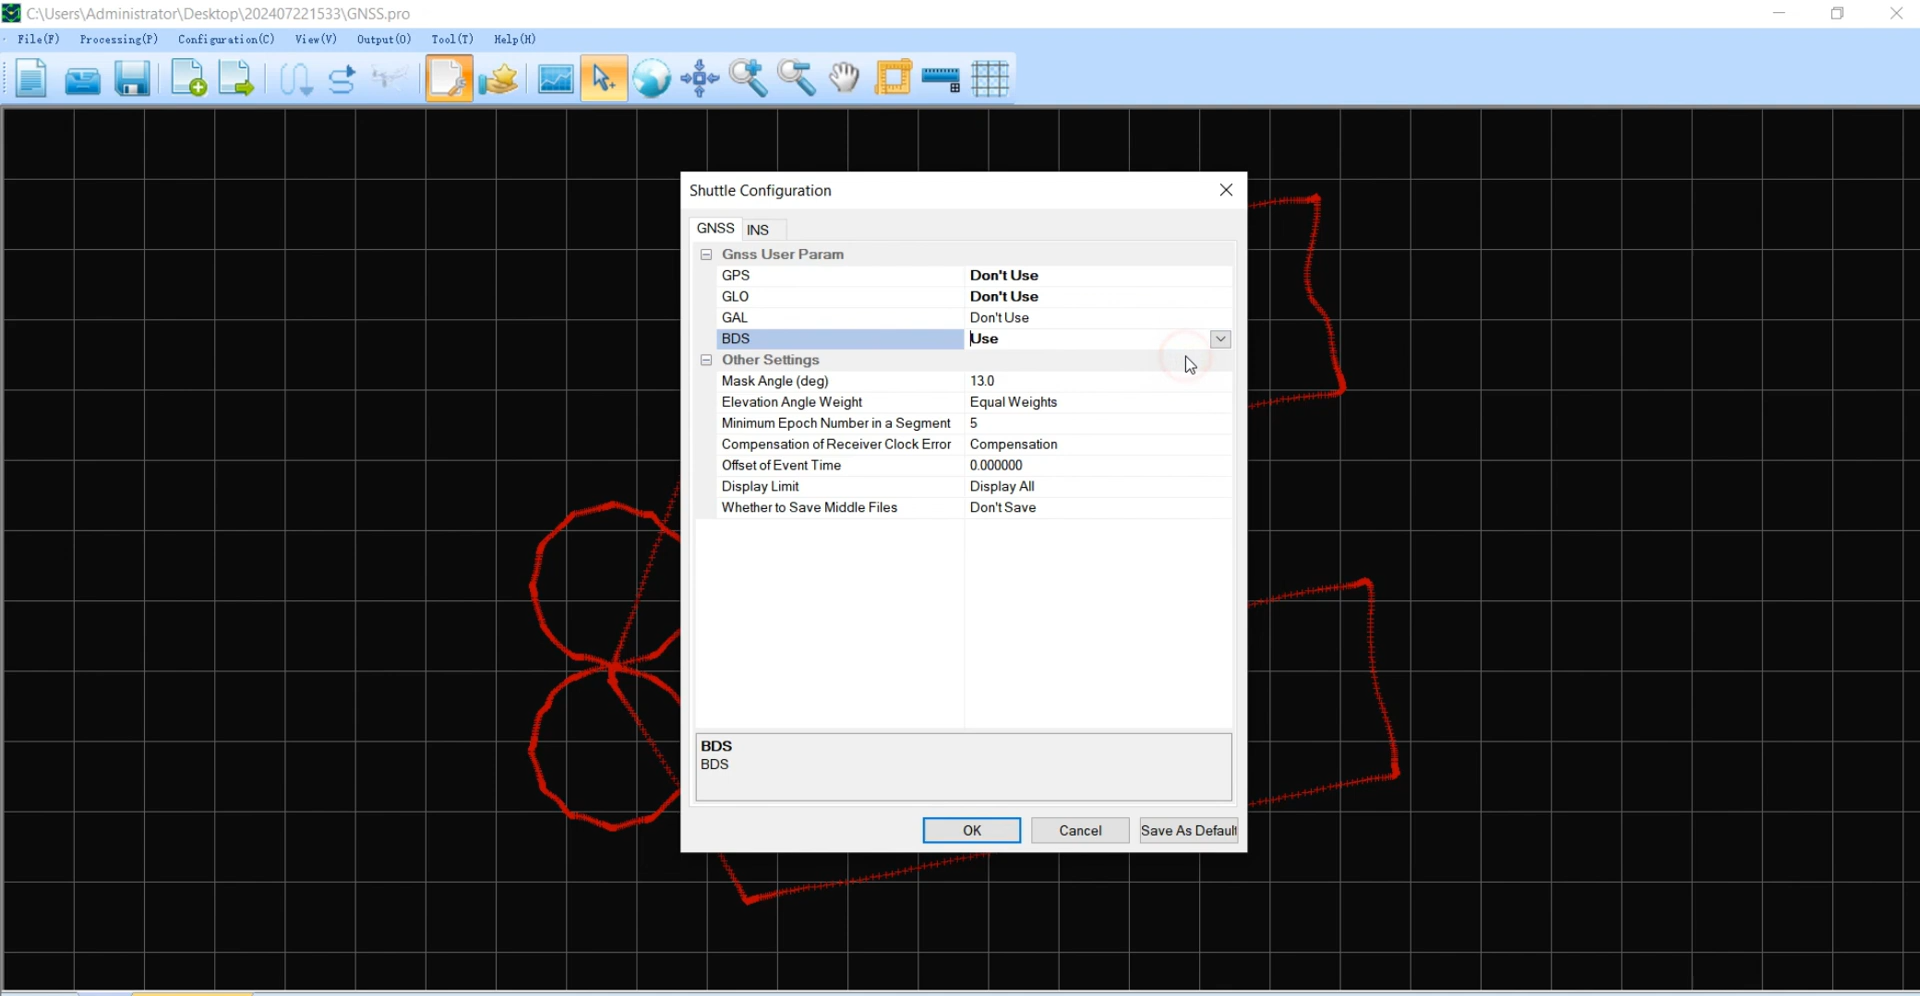 C:\Users\Administrator\Desktop\202407221533\GNSS.pro
File(F) Processing(P) Configuration(C) View(V) Output(O) Tool(T) Help(H)
Shuttle Configuration
GNSS INS
Gnss User Param
GPS Don't Use
GLO Don't Use
GAL Don't Use
BDS Use
Other Settings
Mask Angle (deg) 13.0
Elevation Angle Weight Equal Weights
Minimum Epoch Number in a Segment 5
Compensation of Receiver Clock Error Compensation
Offset of Event Time 0.000000
Display Limit Display All
Whether to Save Middle Files Don't Save
BDS
BDS
OK Cancel Save As Default